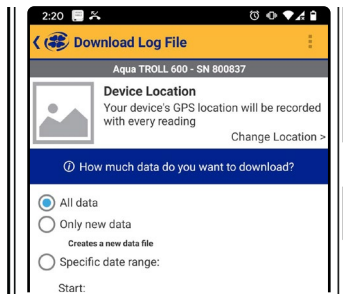 2:20
Download Log File
Aqua TROLL 600 - SN 800837
Device Location
Your device's GPS location will be recorded
with every reading
Change Location >
How much data do you want to download?
All data
Only new data
Creates a new data file
Specific date range:
Start: